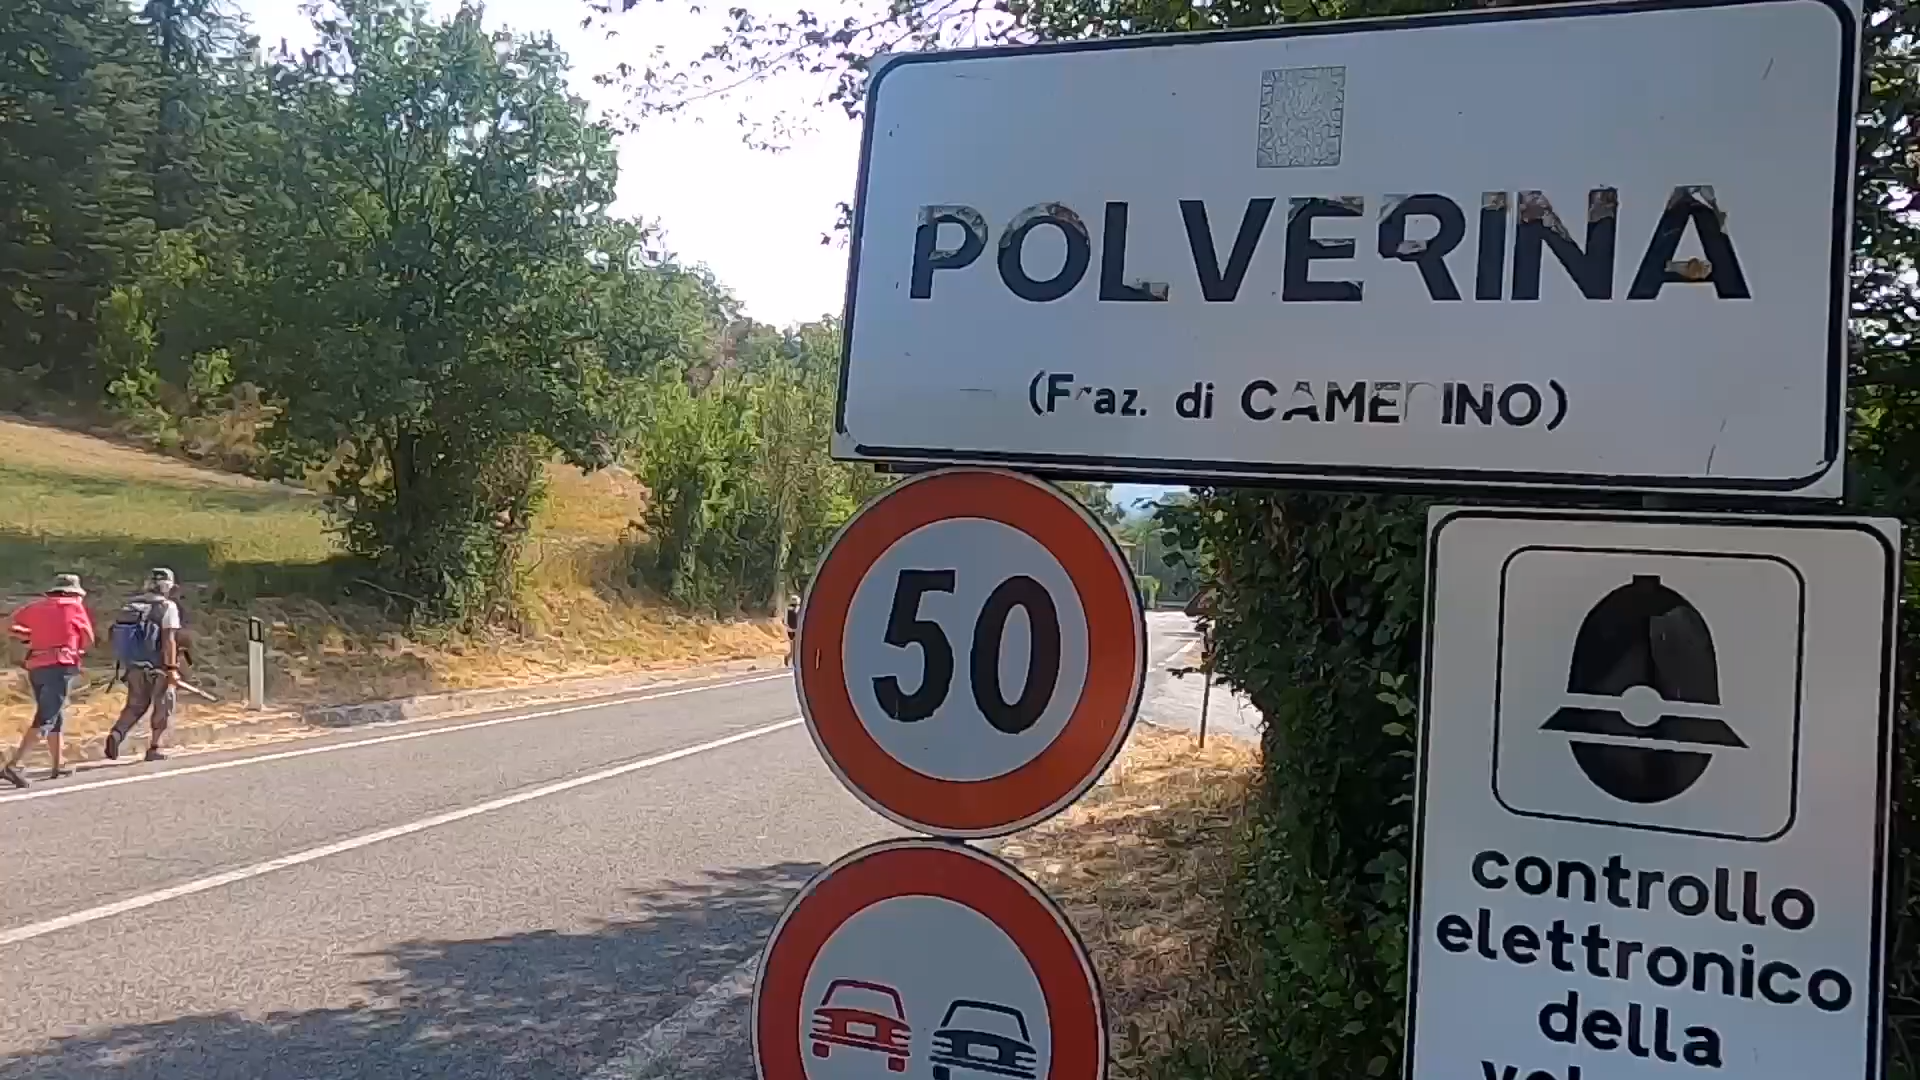 POLVERINA
(Fraz. di CAMERINO)
50
controllo
elettronico
della